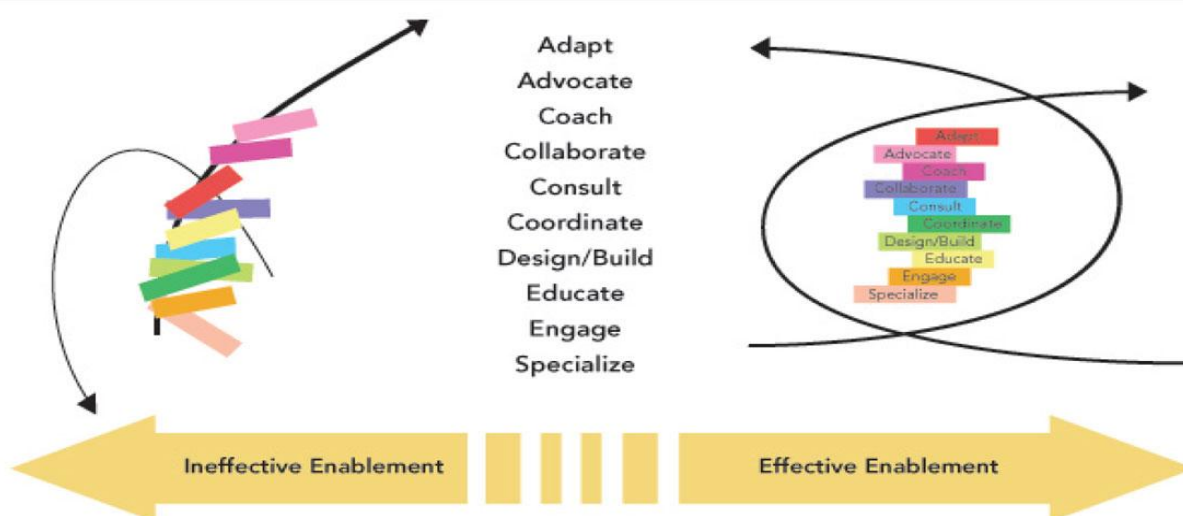 Adapt
Advocate
Coach
Collaborate
Consult
Coordinate
Design/Build
Educate
Engage
Specialize
Adapt
Advocate
Coach
Collaborate
Consult
Coordinate
Design/Build
Educate
Engage
Specialize
Ineffective Enablement
Effective Enablement